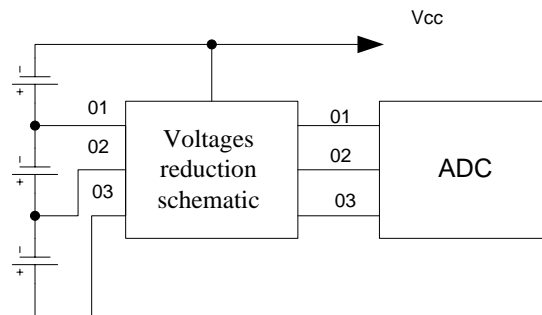 Vcc
-
+
01
02
03
-
+
-
+
Voltages
reduction
schematic
01
02
03
ADC